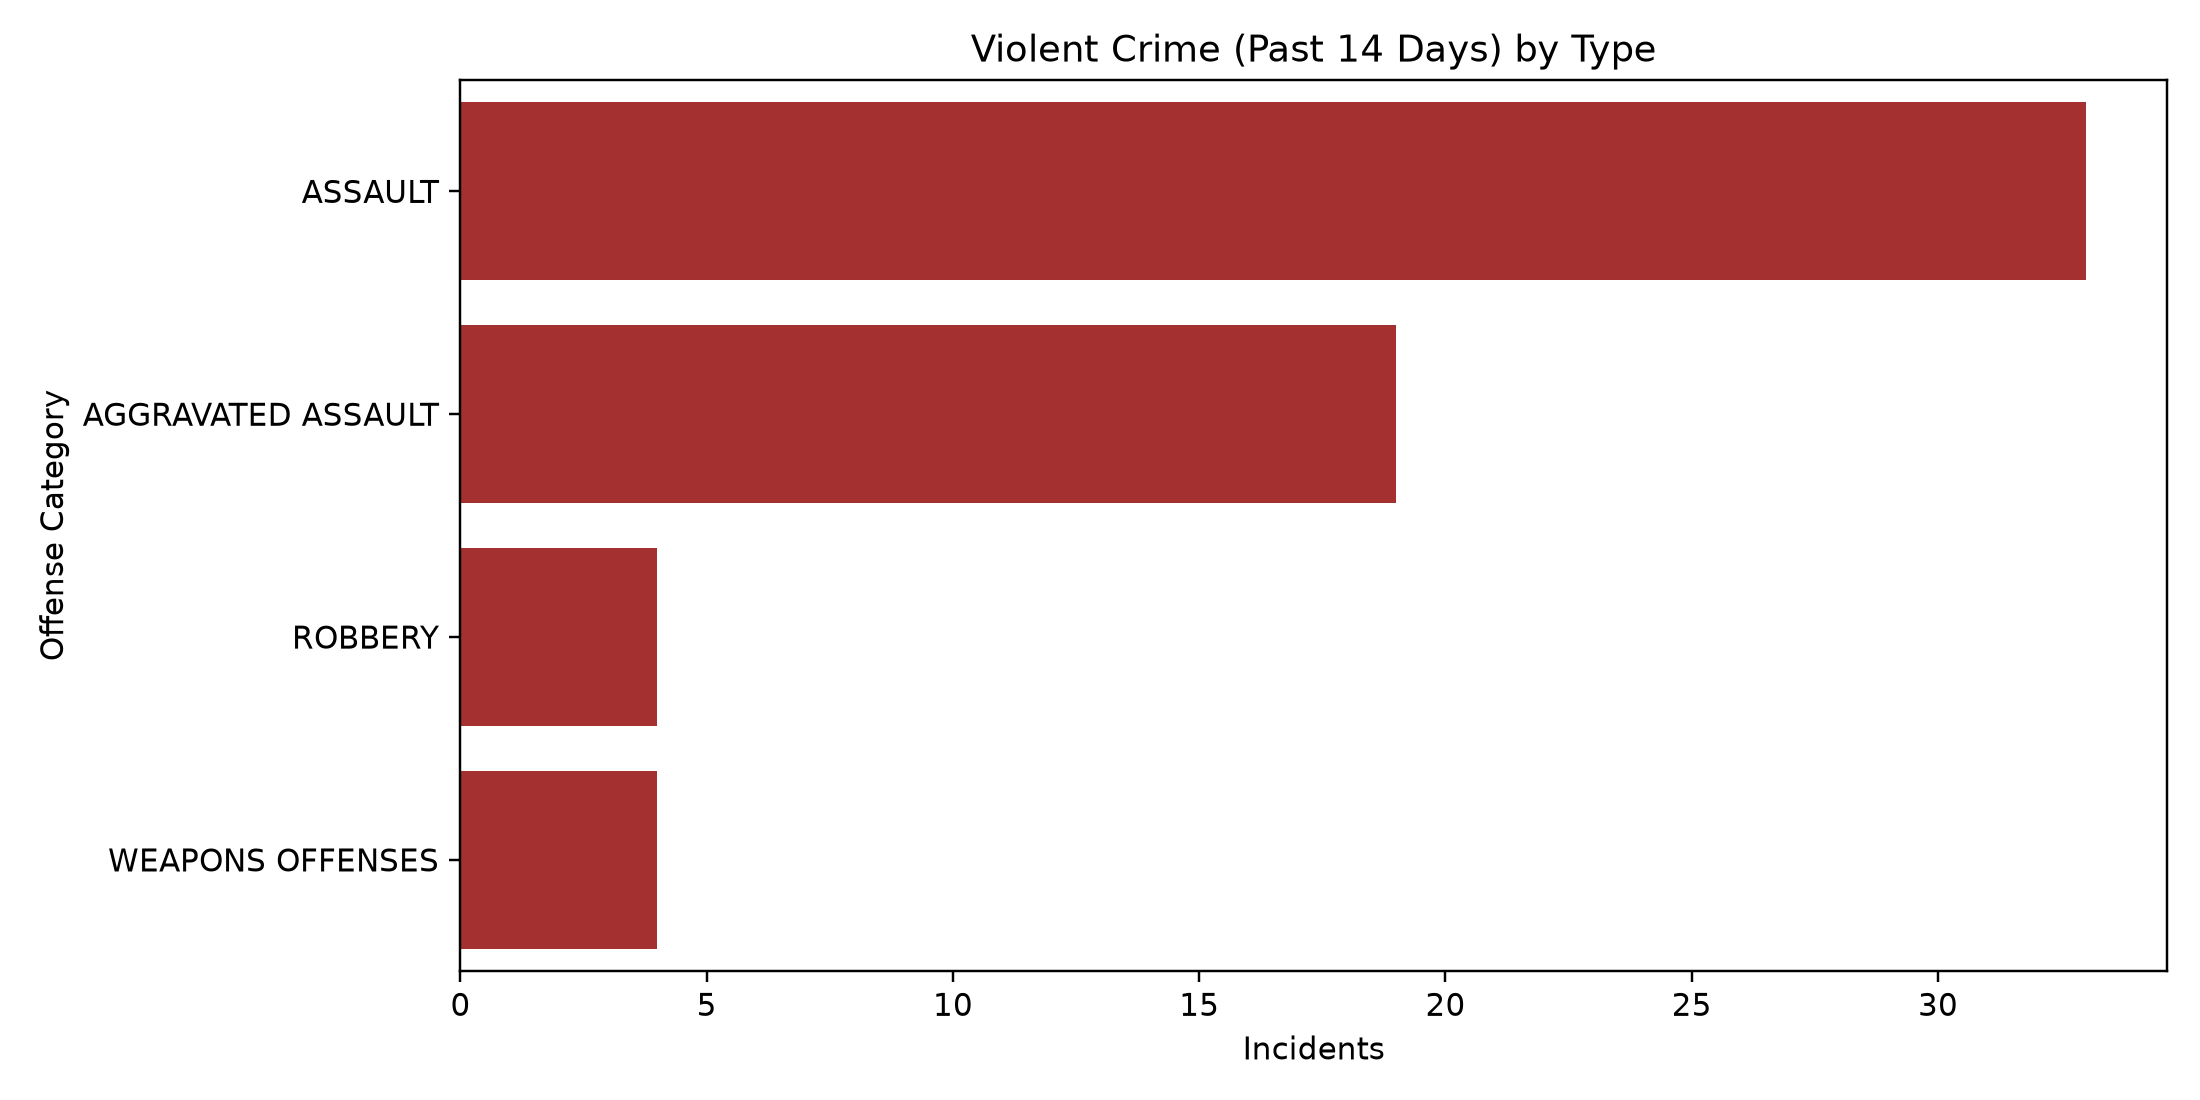 Violent Crime (Past 14 Days) by Type
Offense Category
ASSAULT
AGGRAVATED ASSAULT
ROBBERY
WEAPONS OFFENSES
0 5 10 15 20 25 30
Incidents